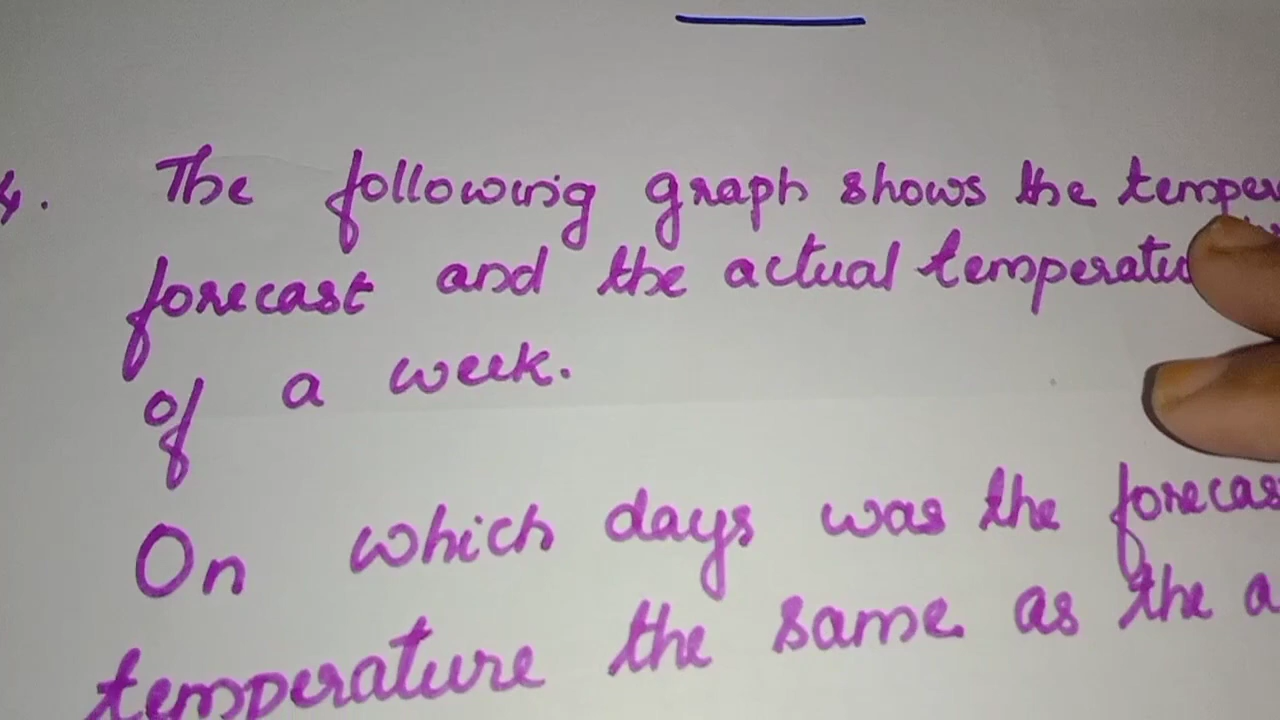 4. The following graph shows the temper
forecast and the actual temperatu
of a week.
On which days was the forecas
temperature the same as the a